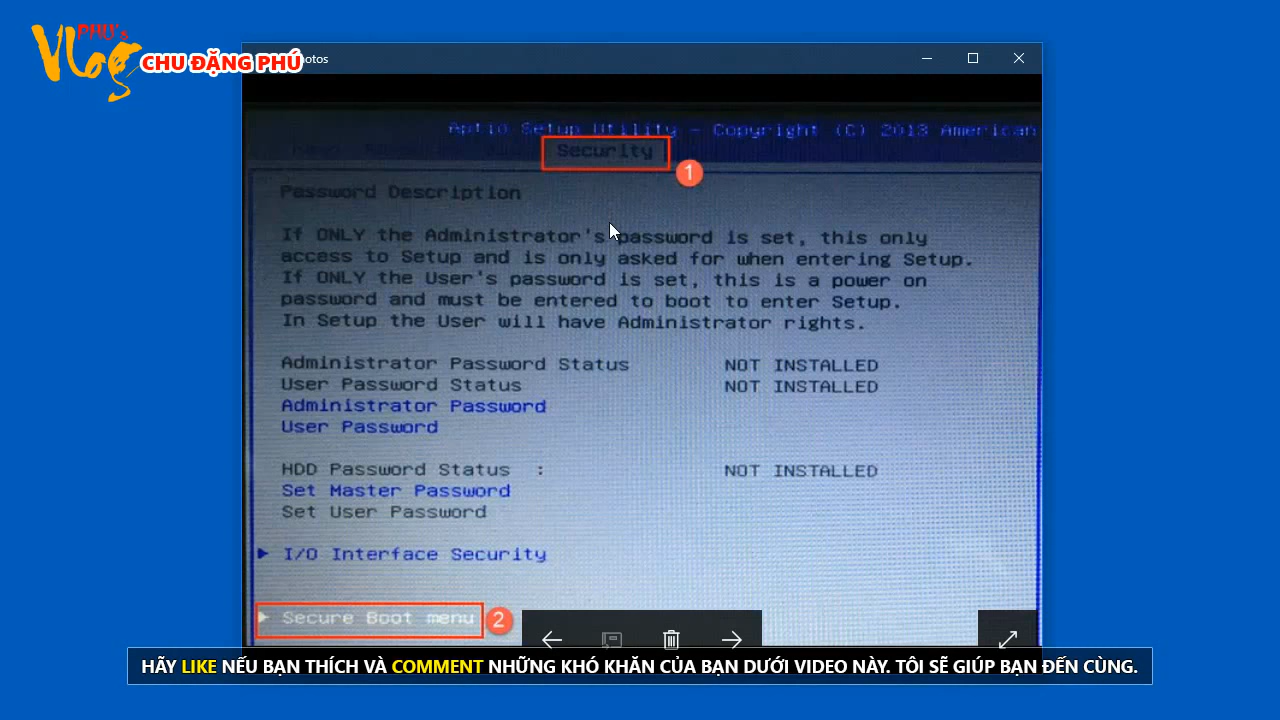 PHÚ's
Vlog
CHU ĐẶNG PHÚ
otos
Aptio Setup Utility - Copyright (C) 2013 American
Security
1
Password Description
If ONLY the Administrator's password is set, this only
access to Setup and is only asked for when entering Setup.
If ONLY the User's password is set, this is a power on
password and must be entered to boot to enter Setup.
In Setup the User will have Administrator rights.
Administrator Password Status NOT INSTALLED
User Password Status NOT INSTALLED
Administrator Password
User Password
HDD Password Status : NOT INSTALLED
Set Master Password
Set User Password
I/O Interface Security
Secure Boot menu
2
HÃY LIKE NẾU BẠN THÍCH VÀ COMMENT NHỮNG KHÓ KHĂN CỦA BẠN DƯỚI VIDEO NÀY. TÔI SẼ GIÚP BẠN ĐẾN CÙNG.